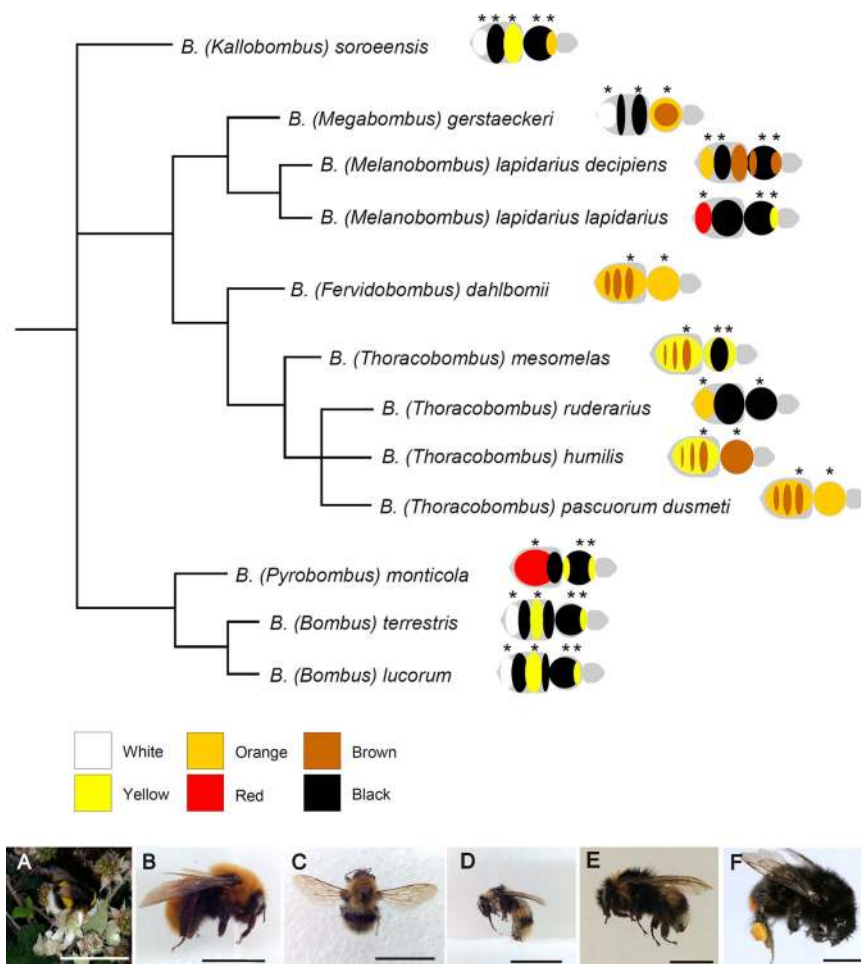 B. (Kallobombus) soroeensis
* * * * *
B. (Megabombus) gerstaeckeri
* * *
B. (Melanobombus) lapidarius decipiens
* * * *
B. (Melanobombus) lapidarius lapidarius
* * *
B. (Fervidobombus) dahlbomii
* *
B. (Thoracobombus) mesomelas
* * *
B. (Thoracobombus) ruderarius
* *
B. (Thoracobombus) humilis
* *
B. (Thoracobombus) pascuorum dusmeti
* *
B. (Pyrobombus) monticola
* * *
B. (Bombus) terrestris
* * * *
B. (Bombus) lucorum
* * * *
White Orange Brown
Yellow Red Black
A B C D E F